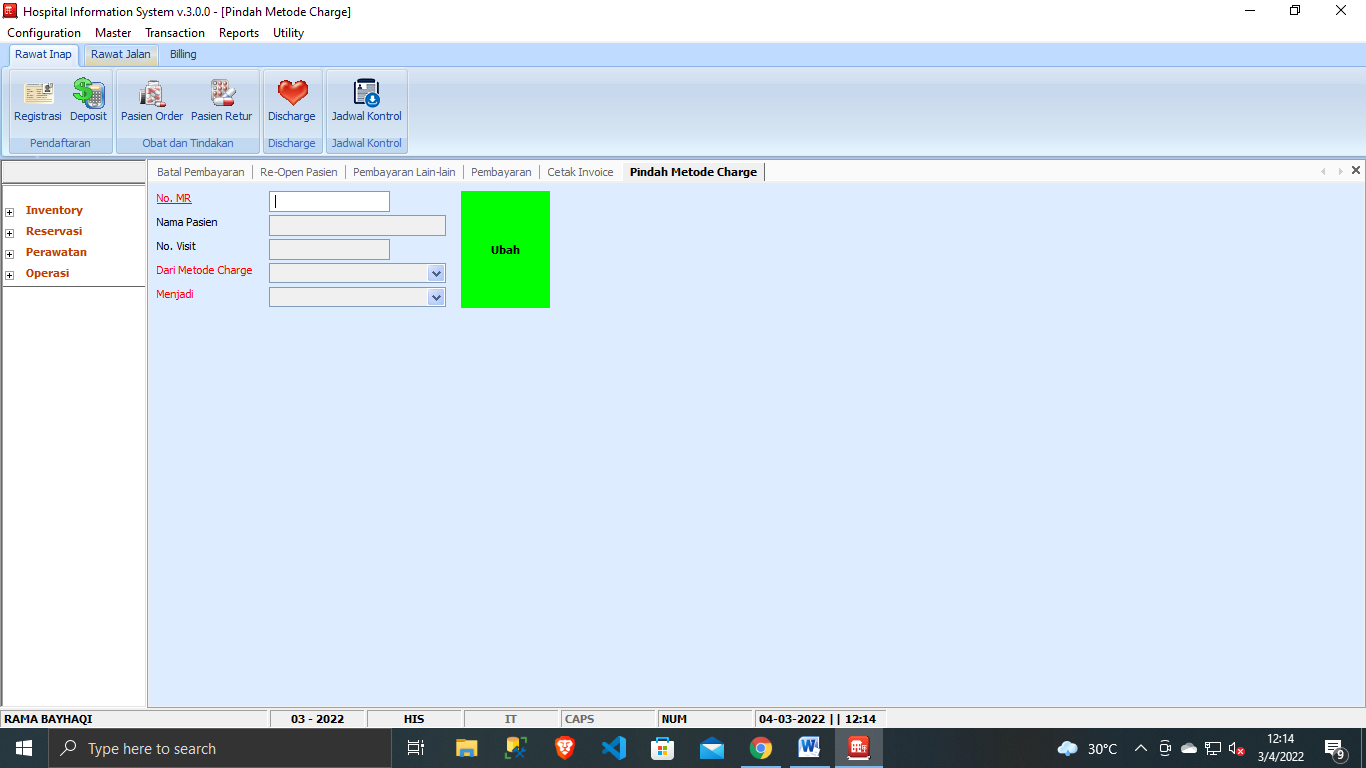 Hospital Information System v.3.0.0 - [Pindah Metode Charge]
Configuration Master Transaction Reports Utility
Rawat Inap Rawat Jalan Billing
Registrasi Deposit Pasien Order Pasien Retur Discharge Jadwal Kontrol
Pendaftaran Obat dan Tindakan Discharge Jadwal Kontrol
Batal Pembayaran Re-Open Pasien Pembayaran Lain-lain Pembayaran Cetak Invoice Pindah Metode Charge
Inventory
Reservasi
Perawatan
Operasi
No. MR
Nama Pasien
No. Visit
Dari Metode Charge
Menjadi
Ubah
RAMA BAYHAQI 03 - 2022 HIS IT CAPS NUM 04-03-2022 || 12:14
Type here to search
30°C
12:14
3/4/2022
9